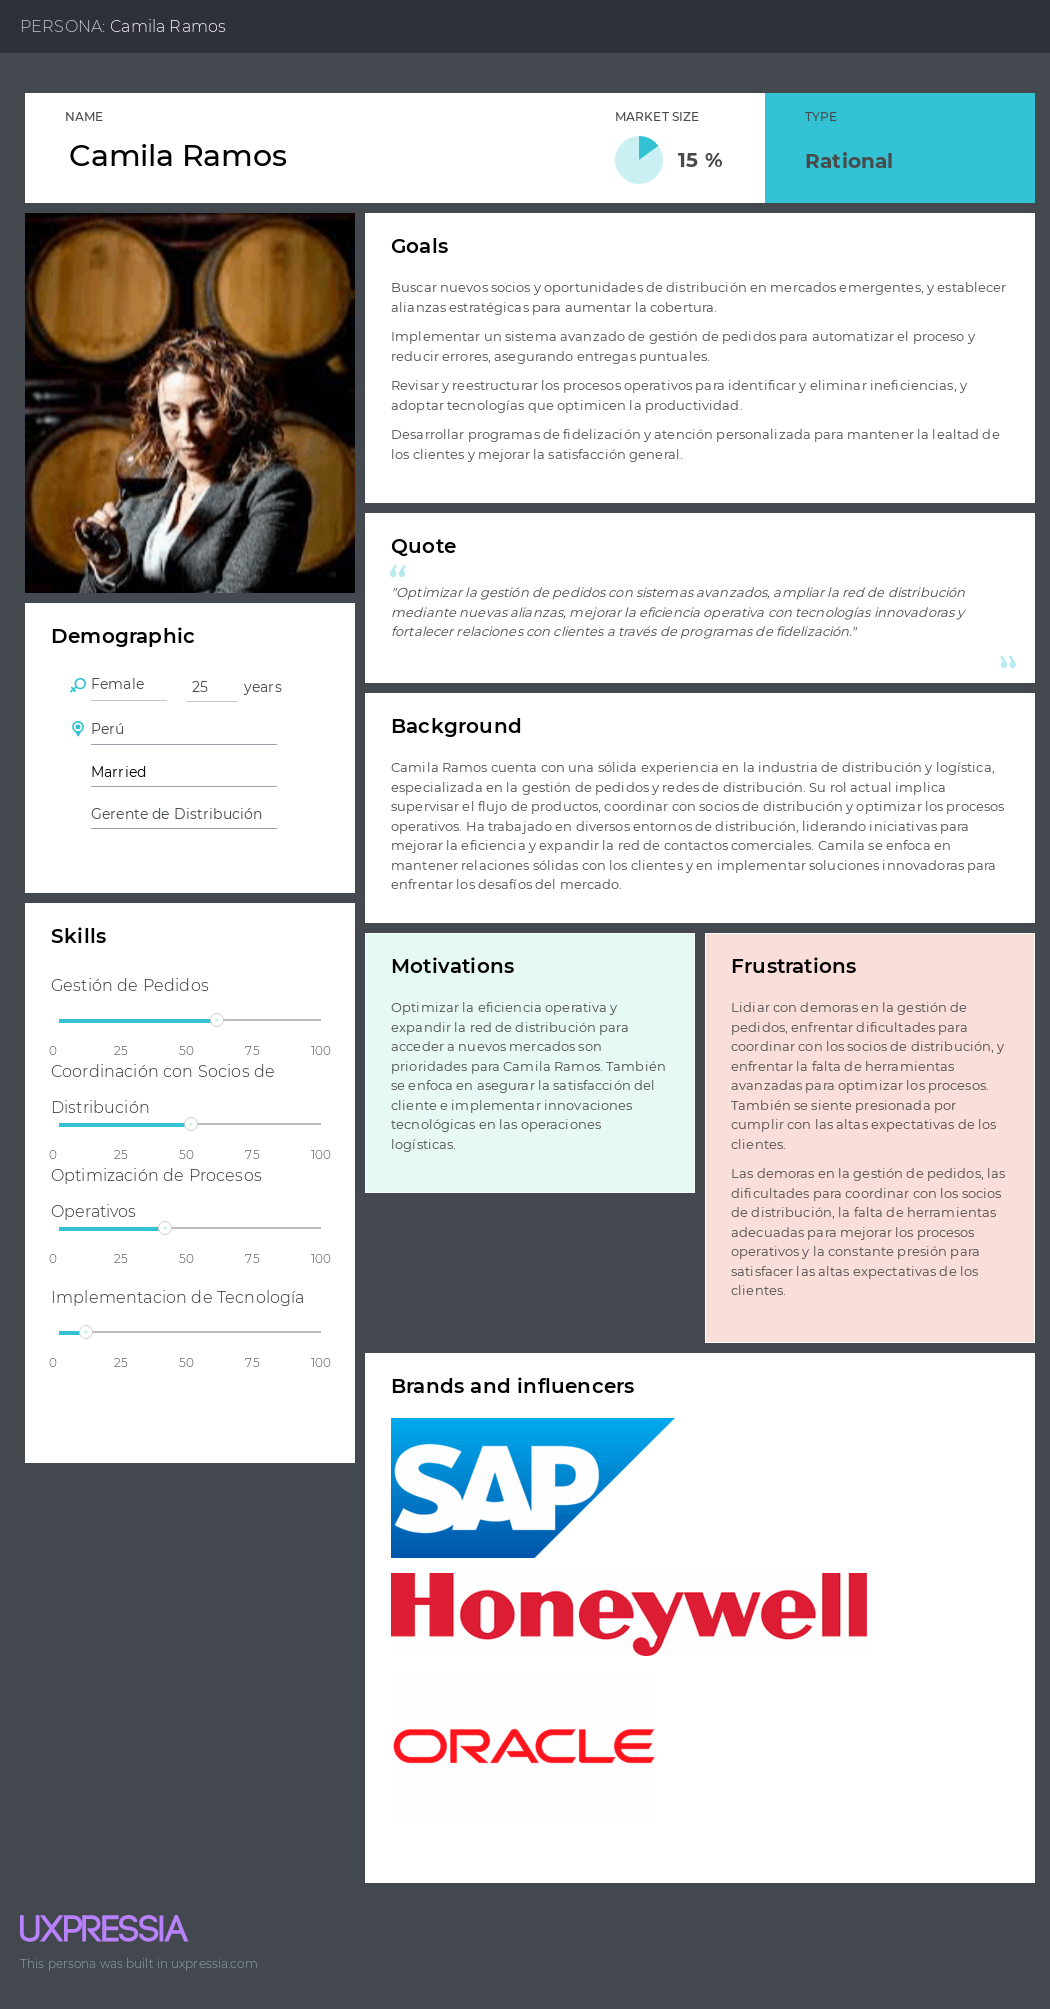 PERSONA: Camila Ramos
NAME
Camila Ramos
MARKET SIZE
15 %
TYPE
Rational
Goals
Buscar nuevos socios y oportunidades de distribución en mercados emergentes, y establecer
alianzas estratégicas para aumentar la cobertura.
Implementar un sistema avanzado de gestión de pedidos para automatizar el proceso y
reducir errores, asegurando entregas puntuales.
Revisar y reestructurar los procesos operativos para identificar y eliminar ineficiencias, y
adoptar tecnologías que optimicen la productividad.
Desarrollar programas de fidelización y atención personalizada para mantener la lealtad de
los clientes y mejorar la satisfacción general.
Quote
“
"Optimizar la gestión de pedidos con sistemas avanzados, ampliar la red de distribución
mediante nuevas alianzas, mejorar la eficiencia operativa con tecnologías innovadoras y
fortalecer relaciones con clientes a través de programas de fidelización."
”
Demographic
Female 25 years
Perú
Married
Gerente de Distribución
Background
Camila Ramos cuenta con una sólida experiencia en la industria de distribución y logística,
especializada en la gestión de pedidos y redes de distribución. Su rol actual implica
supervisar el flujo de productos, coordinar con socios de distribución y optimizar los procesos
operativos. Ha trabajado en diversos entornos de distribución, liderando iniciativas para
mejorar la eficiencia y expandir la red de contactos comerciales. Camila se enfoca en
mantener relaciones sólidas con los clientes y en implementar soluciones innovadoras para
enfrentar los desafíos del mercado.
Skills
Gestión de Pedidos
0 25 50 75 100
Coordinación con Socios de
Distribución
0 25 50 75 100
Optimización de Procesos
Operativos
0 25 50 75 100
Implementacion de Tecnología
0 25 50 75 100
Motivations
Optimizar la eficiencia operativa y
expandir la red de distribución para
acceder a nuevos mercados son
prioridades para Camila Ramos. También
se enfoca en asegurar la satisfacción del
cliente e implementar innovaciones
tecnológicas en las operaciones
logísticas.
Frustrations
Lidiar con demoras en la gestión de
pedidos, enfrentar dificultades para
coordinar con los socios de distribución, y
enfrentar la falta de herramientas
avanzadas para optimizar los procesos.
También se siente presionada por
cumplir con las altas expectativas de los
clientes.
Las demoras en la gestión de pedidos, las
dificultades para coordinar con los socios
de distribución, la falta de herramientas
adecuadas para mejorar los procesos
operativos y la constante presión para
satisfacer las altas expectativas de los
clientes.
Brands and influencers
SAP
Honeywell
ORACLE
UXPRESSIA
This persona was built in uxpressia.com